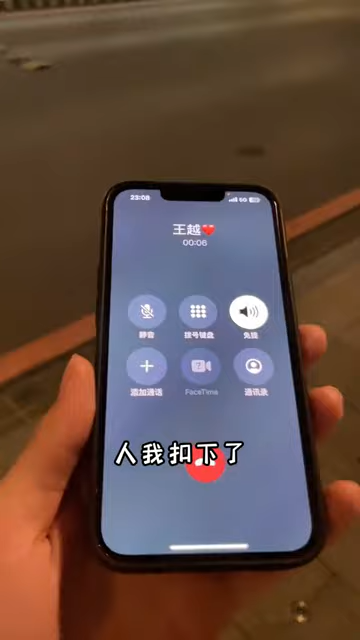 23:08
5G
王越❤️
00:06
静音
拨号键盘
免提
添加通话
FaceTime
通讯录
人我扣下了